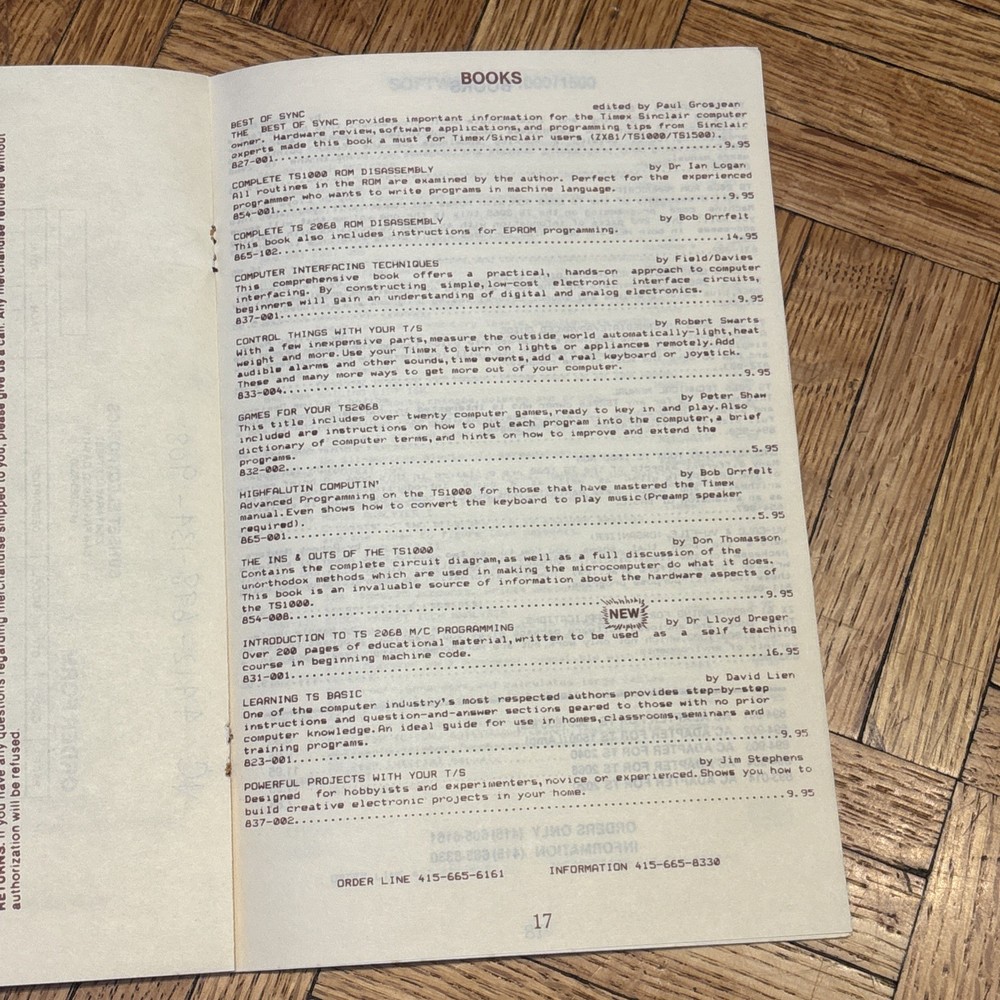 RETURNS: If you have any questions regarding merchandise shipped to you, please give us a call. Any merchandise returned without
authorization will be refused.
BOOKS
BEST OF SYNC edited by Paul Grosjean
THE BEST OF SYNC provides important information for the Timex Sinclair computer
owner. Hardware review,software applications,and programming tips from Sinclair
experts made this book a must for Timex/Sinclair users (ZX81/TS1000/TS1500).
827-001..........9.95
COMPLETE TS1000 ROM DISASSEMBLY by Dr Ian Logan
All routines in the ROM are examined by the author. Perfect for the experienced
programmer who wants to write programs in machine language.
854-001..........9.95
COMPLETE TS 2068 ROM DISASSEMBLY by Bob Orrfelt
This book also includes instructions for EPROM programming.
865-102..........14.95
COMPUTER INTERFACING TECHNIQUES by Field/Davies
This comprehensive book offers a practical, hands-on approach to computer
interfacing. By constructing simple,low-cost electronic interface circuits,
beginners will gain an understanding of digital and analog electronics.
837-001..........9.95
CONTROL THINGS WITH YOUR T/S by Robert Swarts
With a few inexpensive parts,measure the outside world automatically-light,heat
weight and more.Use your Timex to turn on lights or appliances remotely.Add
audible alarms and other sounds,time events,add a real keyboard or joystick.
These and many more ways to get more out of your computer.
833-004..........9.95
GAMES FOR YOUR TS2068 by Peter Shaw
This title includes over twenty computer games,ready to key in and play.Also
included are instructions on how to put each program into the computer,a brief
dictionary of computer terms,and hints on how to improve and extend the
programs.
832-002..........5.95
HIGHFALUTIN COMPUTIN' by Bob Orrfelt
Advanced Programming on the TS1000 for those that have mastered the Timex
manual.Even shows how to convert the keyboard to play music(Preamp speaker
required).
865-001..........5.95
THE INS & OUTS OF THE TS1000 by Don Thomasson
Contains the complete circuit diagram,as well as a full discussion of the
unorthodox methods which are used in making the microcomputer do what it does.
This book is an invaluable source of information about the hardware aspects of
the TS1000.
854-008..........9.95
NEW
INTRODUCTION TO TS 2068 M/C PROGRAMMING by Dr Lloyd Dreger
Over 200 pages of educational material,written to be used as a self teaching
course in beginning machine code.
831-001..........16.95
LEARNING TS BASIC by David Lien
One of the computer industry's most respected authors provides step-by-step
instructions and question-and-answer sections geared to those with no prior
computer knowledge.An ideal guide for use in homes,classrooms,seminars and
training programs.
823-001..........9.95
POWERFUL PROJECTS WITH YOUR T/S by Jim Stephens
Designed for hobbyists and experimenters,novice or experienced.Shows you how to
build creative electronic projects in your home.
837-002..........9.95
ORDER LINE 415-665-6161 INFORMATION 415-665-8330
17